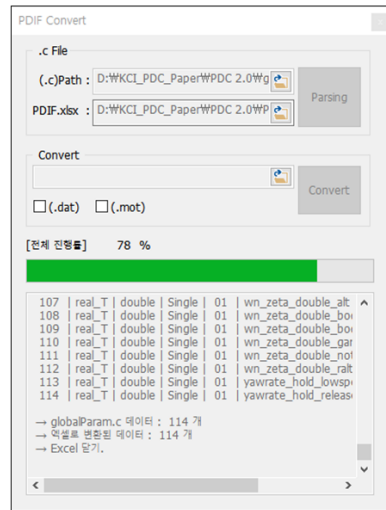 PDIF Convert
.c File
(.c)Path : D:₩KCI_PDC_Paper₩PDC 2.0₩g
Parsing
PDIF.xlsx : D:₩KCI_PDC_Paper₩PDC 2.0₩P
Convert
Convert
(.dat) (.mot)
[전체 진행률] 78 %
107 | real_T | double | Single | 01 | wn_zeta_double_alt
108 | real_T | double | Single | 01 | wn_zeta_double_bo
109 | real_T | double | Single | 01 | wn_zeta_double_bo
110 | real_T | double | Single | 01 | wn_zeta_double_gar
111 | real_T | double | Single | 01 | wn_zeta_double_not
112 | real_T | double | Single | 01 | wn_zeta_double_ralt
113 | real_T | double | Single | 01 | yawrate_hold_lowspe
114 | real_T | double | Single | 01 | yawrate_hold_releas
→ globalParam.c 데이터 : 114 개
→ 엑셀로 변환된 데이터 : 114 개
→ Excel 닫기.